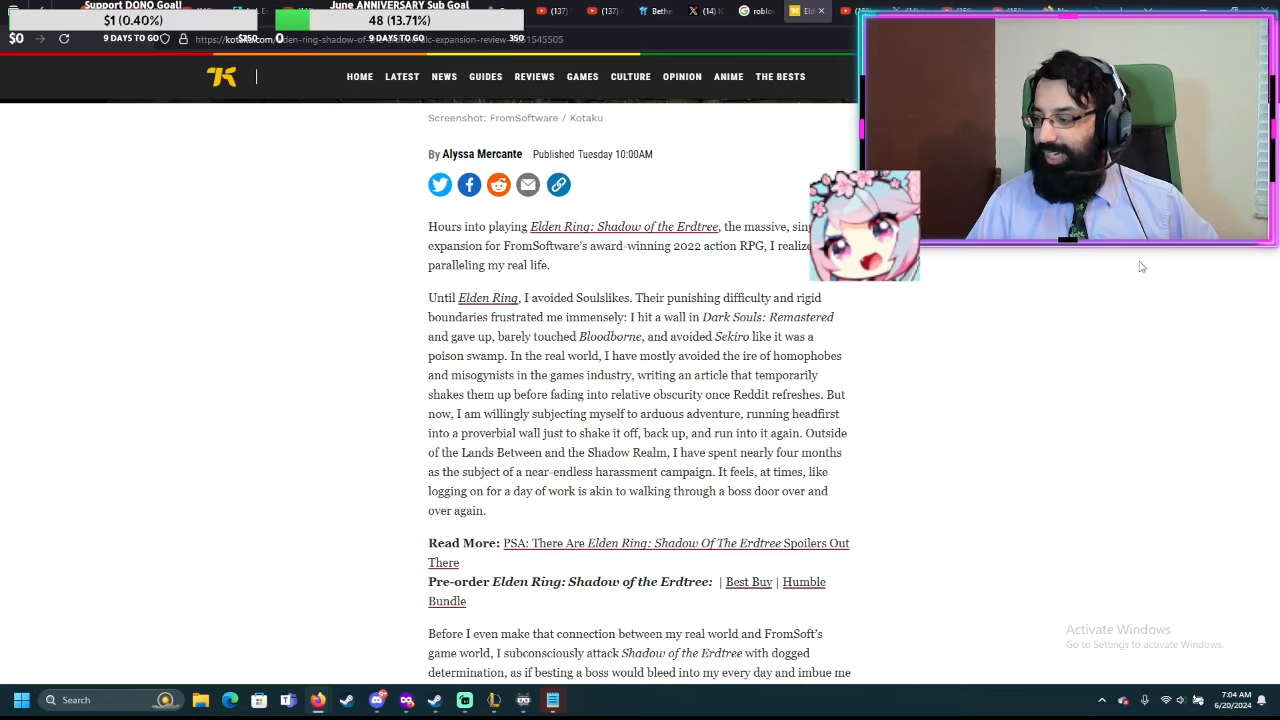 Support DONO Goal!
June ANNIVERSARY Sub Goal
$1 (0.40%)
48 (13.71%)
$0
9 DAYS TO GO
$250
0
9 DAYS TO GO
350
(137)
(137)
Bethe
(14)
roblo
El
HOME LATEST NEWS GUIDES REVIEWS GAMES CULTURE OPINION ANIME THE BESTS
Screenshot: FromSoftware / Kotaku
By Alyssa Mercante Published Tuesday 10:00AM
Hours into playing Elden Ring: Shadow of the Erdtree, the massive,
expansion for FromSoftware's award-winning 2022 action RPG, I
paralleling my real life.
Until Elden Ring, I avoided Soulslikes. Their punishing difficulty and rigid
boundaries frustrated me immensely: I hit a wall in Dark Souls: Remastered
and gave up, barely touched Bloodborne, and avoided Sekiro like it was a
poison swamp. In the real world, I have mostly avoided the ire of homophobes
and misogynists in the games industry, writing an article that temporarily
shakes them up before fading into relative obscurity once Reddit refreshes. But
now, I am willingly subjecting myself to arduous adventure, running headfirst
into a proverbial wall just to shake it off, back up, and run into it again. Outside
of the Lands Between and the Shadow Realm, I have spent nearly four months
as the subject of a near-endless harassment campaign. It feels, at times, like
logging on for a day of work is akin to walking through a boss door over and
over again.
Read More: PSA: There Are Elden Ring: Shadow Of The Erdtree Spoilers Out
There
Pre-order Elden Ring: Shadow of the Erdtree: | Best Buy | Humble
Bundle
Before I even make that connection between my real world and FromSoft's
game world, I subconsciously attack Shadow of the Erdtree with dogged
determination, as if besting a boss would bleed into my every day and imbue me
Activate Windows
Go to Settings to activate Windows.
Search
7:04 AM
6/20/2024